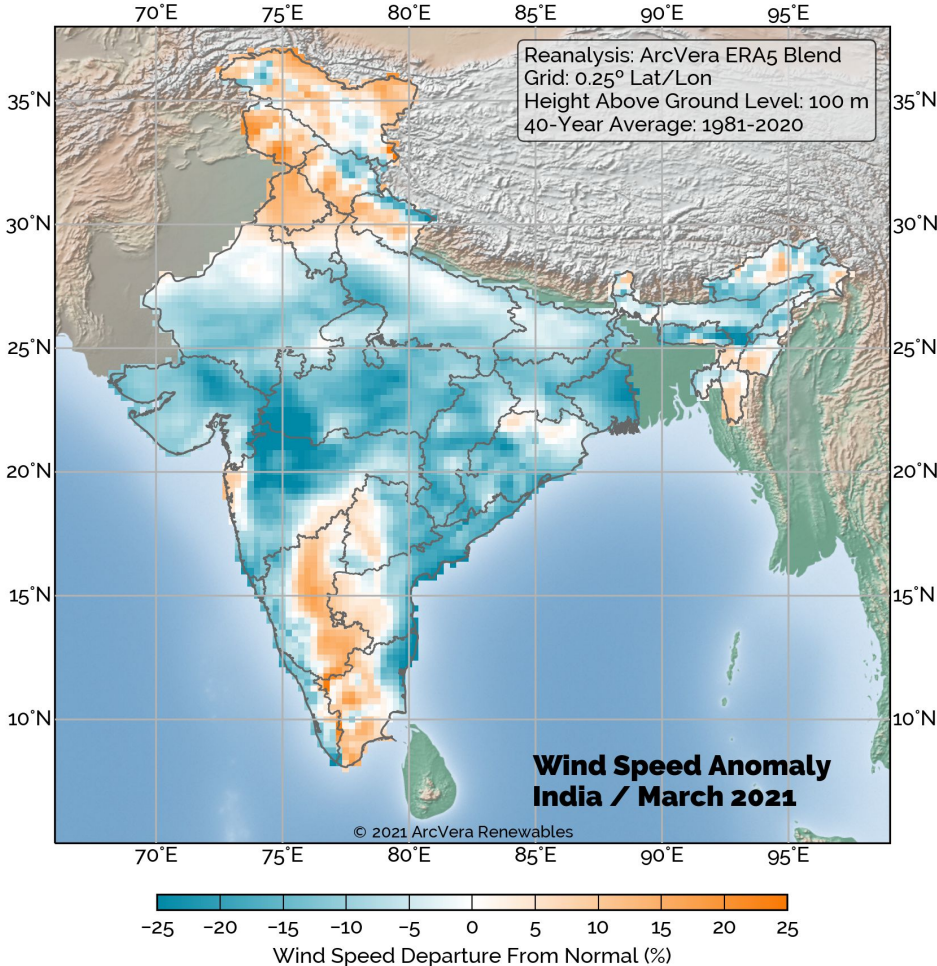 70°E 75°E 80°E 85°E 90°E 95°E
Reanalysis: ArcVera ERA5 Blend
Grid: 0.25º Lat/Lon
Height Above Ground Level: 100 m
40-Year Average: 1981-2020
35°N 35°N
30°N 30°N
25°N 25°N
20°N 20°N
15°N 15°N
10°N 10°N
Wind Speed Anomaly
India / March 2021
© 2021 ArcVera Renewables
70°E 75°E 80°E 85°E 90°E 95°E
−25 −20 −15 −10 −5 0 5 10 15 20 25
Wind Speed Departure From Normal (%)